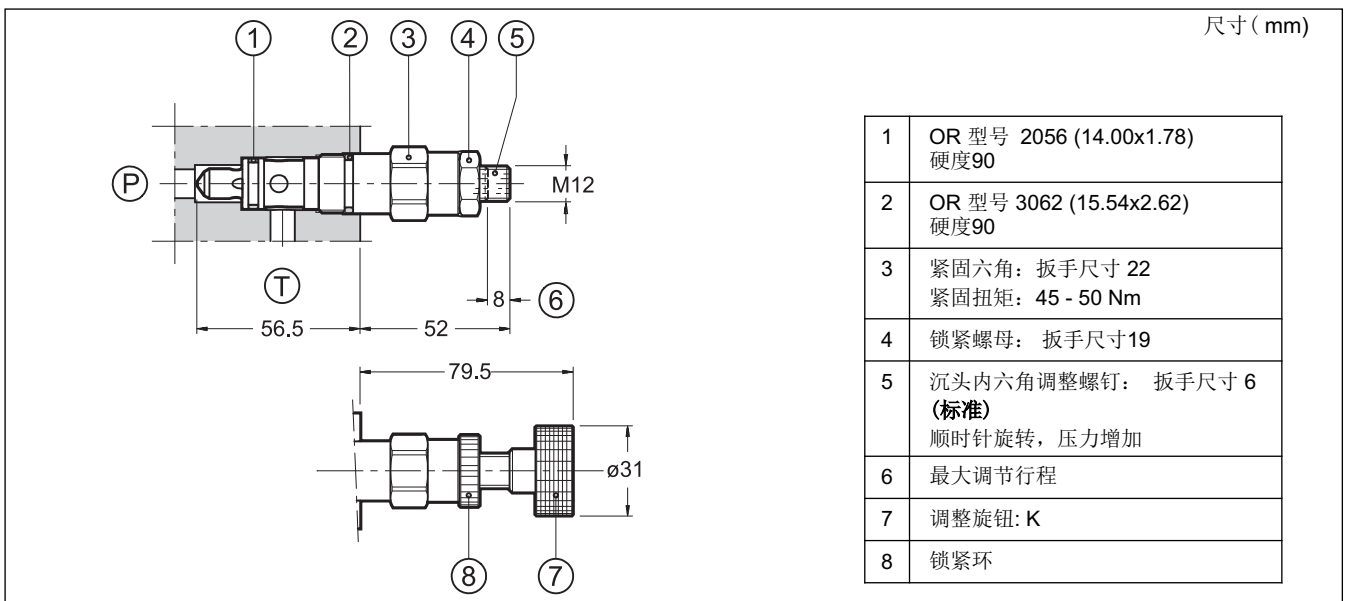 尺寸( mm)
1 2 3 4 5
P
M12
T
8 6
56.5 52
79.5
ø31
8 7
1 OR 型号 2056 (14.00x1.78)
硬度90
2 OR 型号 3062 (15.54x2.62)
硬度90
3 紧固六角：扳手尺寸 22
紧固扭矩：45 - 50 Nm
4 锁紧螺母： 扳手尺寸19
5 沉头内六角调整螺钉： 扳手尺寸 6
(标准)
顺时针旋转，压力增加
6 最大调节行程
7 调整旋钮: K
8 锁紧环